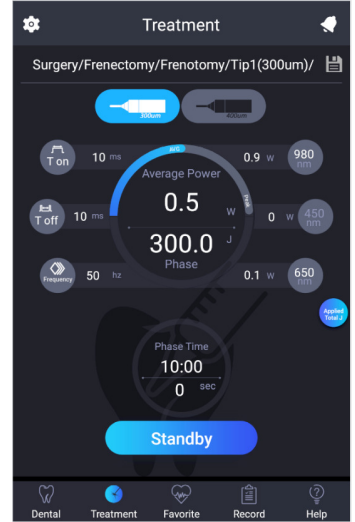 Treatment
Surgery/Frenectomy/Frenotomy/Tip1(300um)/
300um
400um
T on 10 ms
AVG
Average Power
0.5 W
300.0 J
Phase
Peak
0.9 w 980 nm
T off 10 ms
0 w 450 nm
Frequency 50 hz
0.1 w 650 nm
Applied
Total J
Phase Time
10:00
0 sec
Standby
Dental Treatment Favorite Record Help